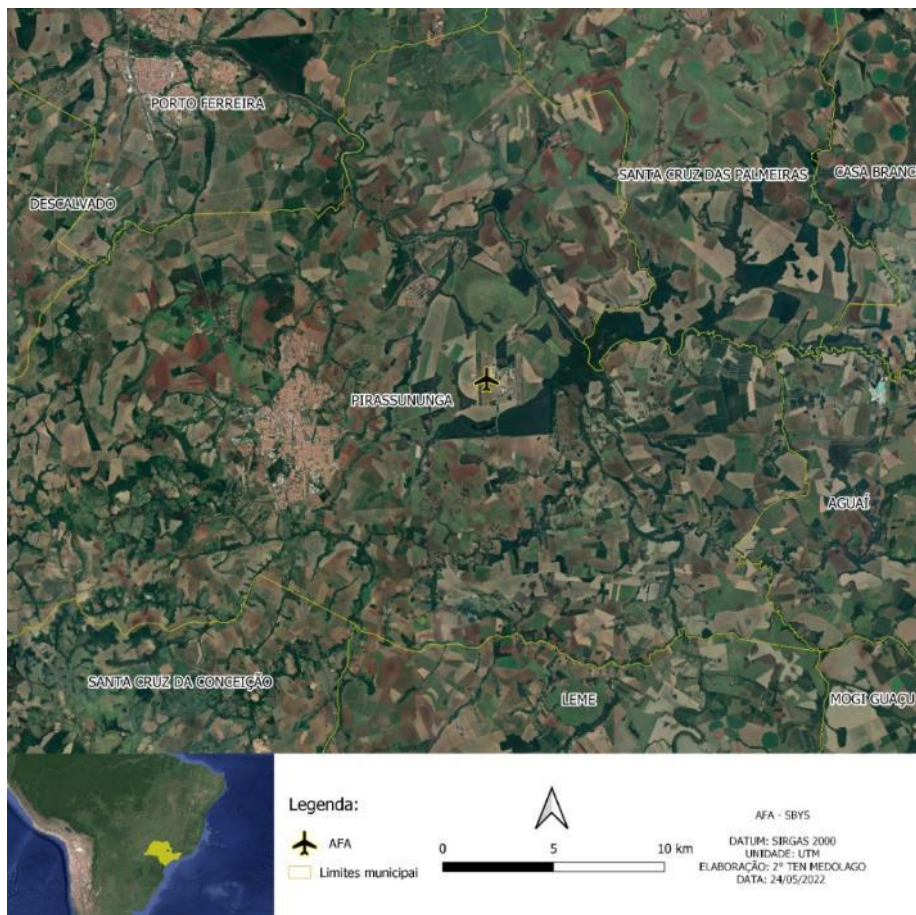 PORTO FERREIRA
SANTA CRUZ DAS PALMEIRAS
CASA BRANC
DESCALVADO
PIRASSUNUNGA
AGUAÍ
SANTA CRUZ DA CONCEIÇÃO
LEME
MOGI GUAÇU
Legenda:
AFA
Limites municipai
0 5 10 km
AFA - SBYS
DATUM: SIRGAS 2000
UNIDADE: UTM
ELABORAÇÃO: 2° TEN MEDOLAGO
DATA: 24/05/2022